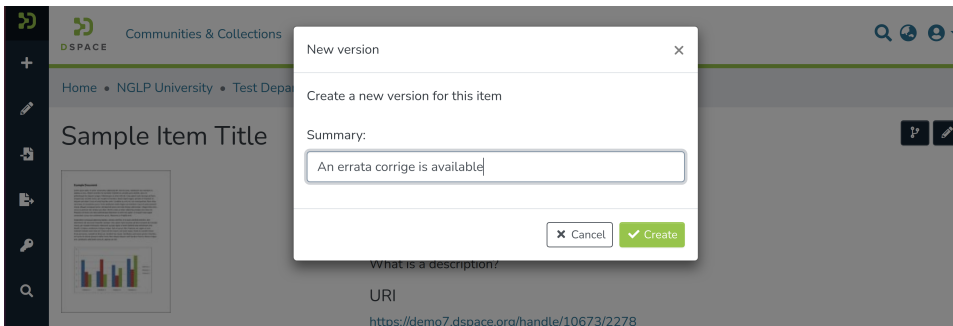 DSPACE
Communities & Collections
New version
Home • NGLP University • Test Depa
Create a new version for this item
Sample Item Title
Summary:
An errata corrige is available
Cancel
Create
What is a description?
URI
https://demo7.dspace.org/handle/10673/2278